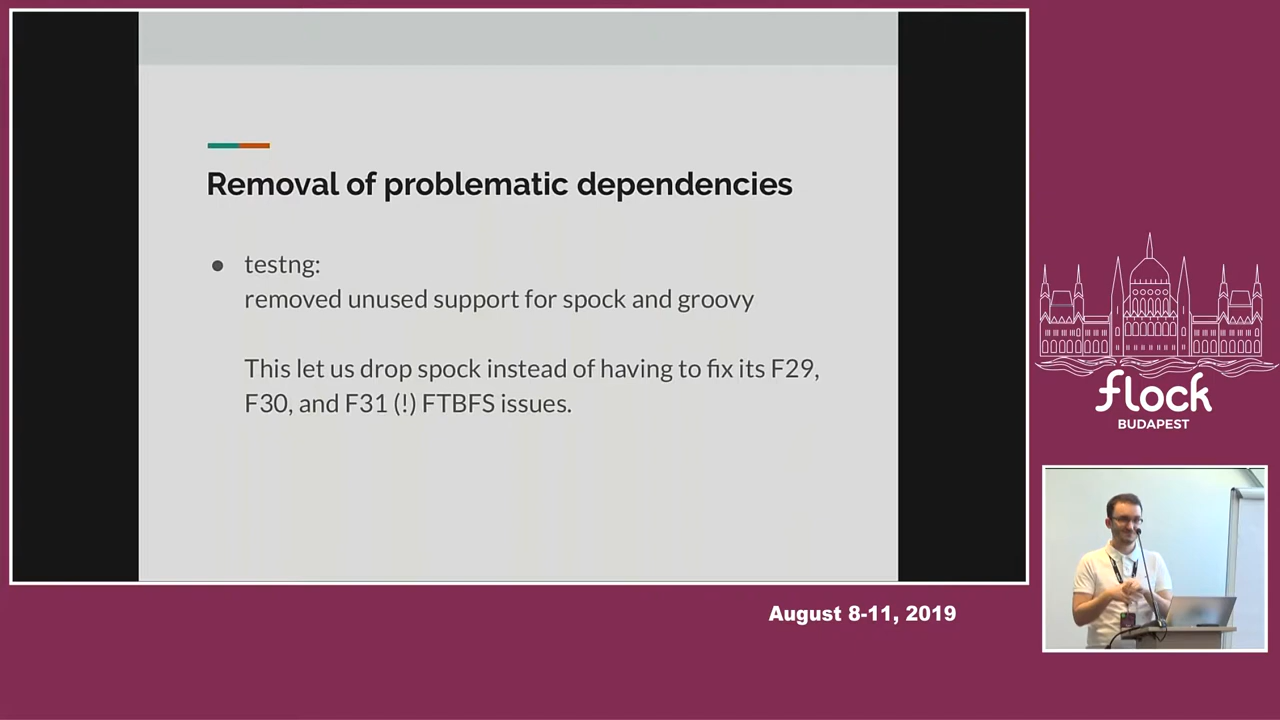 Removal of problematic dependencies
● testng:
removed unused support for spock and groovy
This let us drop spock instead of having to fix its F29,
F30, and F31 (!) FTBFS issues.
flock
BUDAPEST
August 8-11, 2019